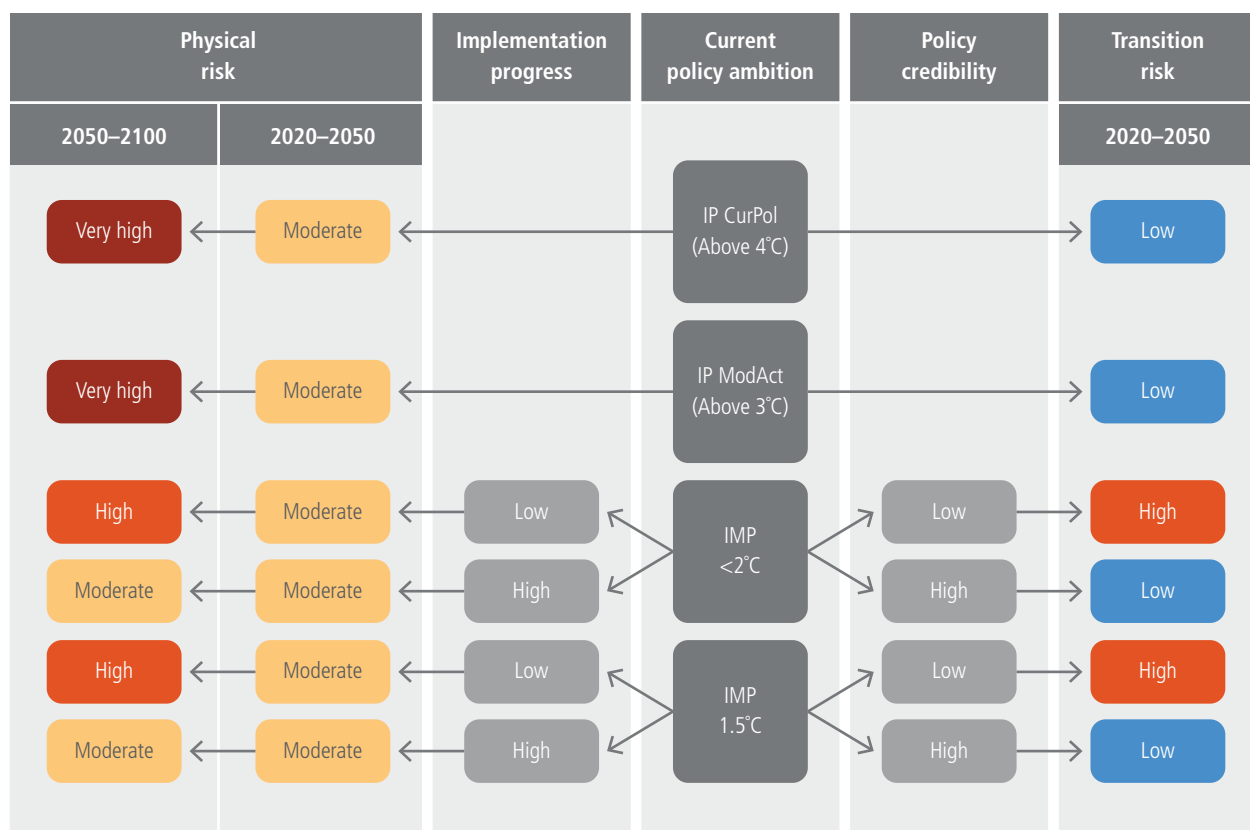 Physical
risk
Implementation
progress
Current
policy ambition
Policy
credibility
Transition
risk
2050–2100
2020–2050
2020–2050
Very high
Moderate
IP CurPol
(Above 4˚C)
Low
Very high
Moderate
IP ModAct
(Above 3˚C)
Low
High
Moderate
Low
IMP
<2˚C
Low
High
Moderate
Moderate
High
High
Low
High
Moderate
Low
IMP
1.5˚C
Low
High
Moderate
Moderate
High
High
Low